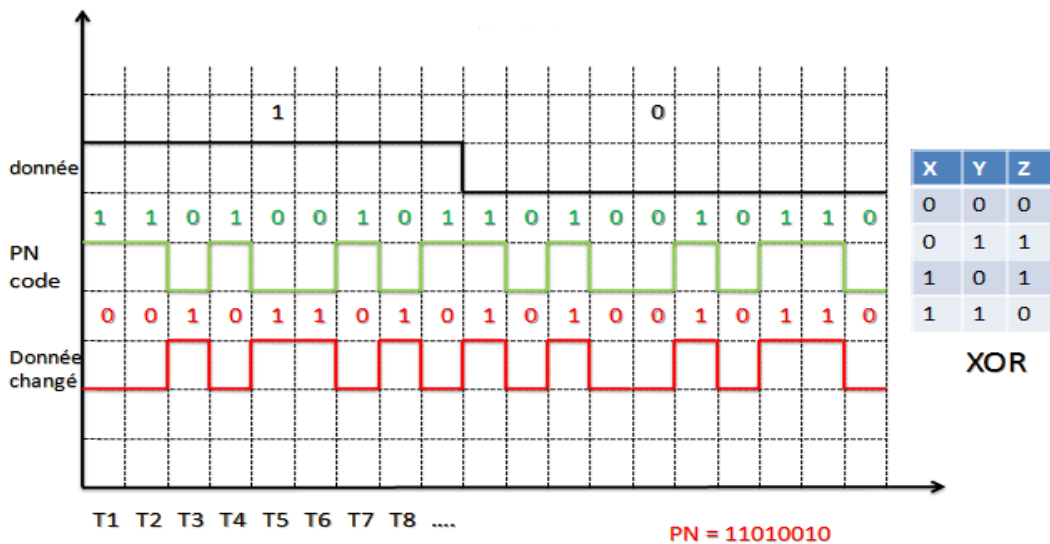 1 0
donnée
1 1 0 1 0 0 1 0 1 1 0 1 0 0 1 0 1 1 0
PN
code
0 0 1 0 1 1 0 1 0 1 0 1 0 0 1 0 1 1 0
Donnée
changé
T1 T2 T3 T4 T5 T6 T7 T8 ....
PN = 11010010
X Y Z
0 0 0
0 1 1
1 0 1
1 1 0
XOR